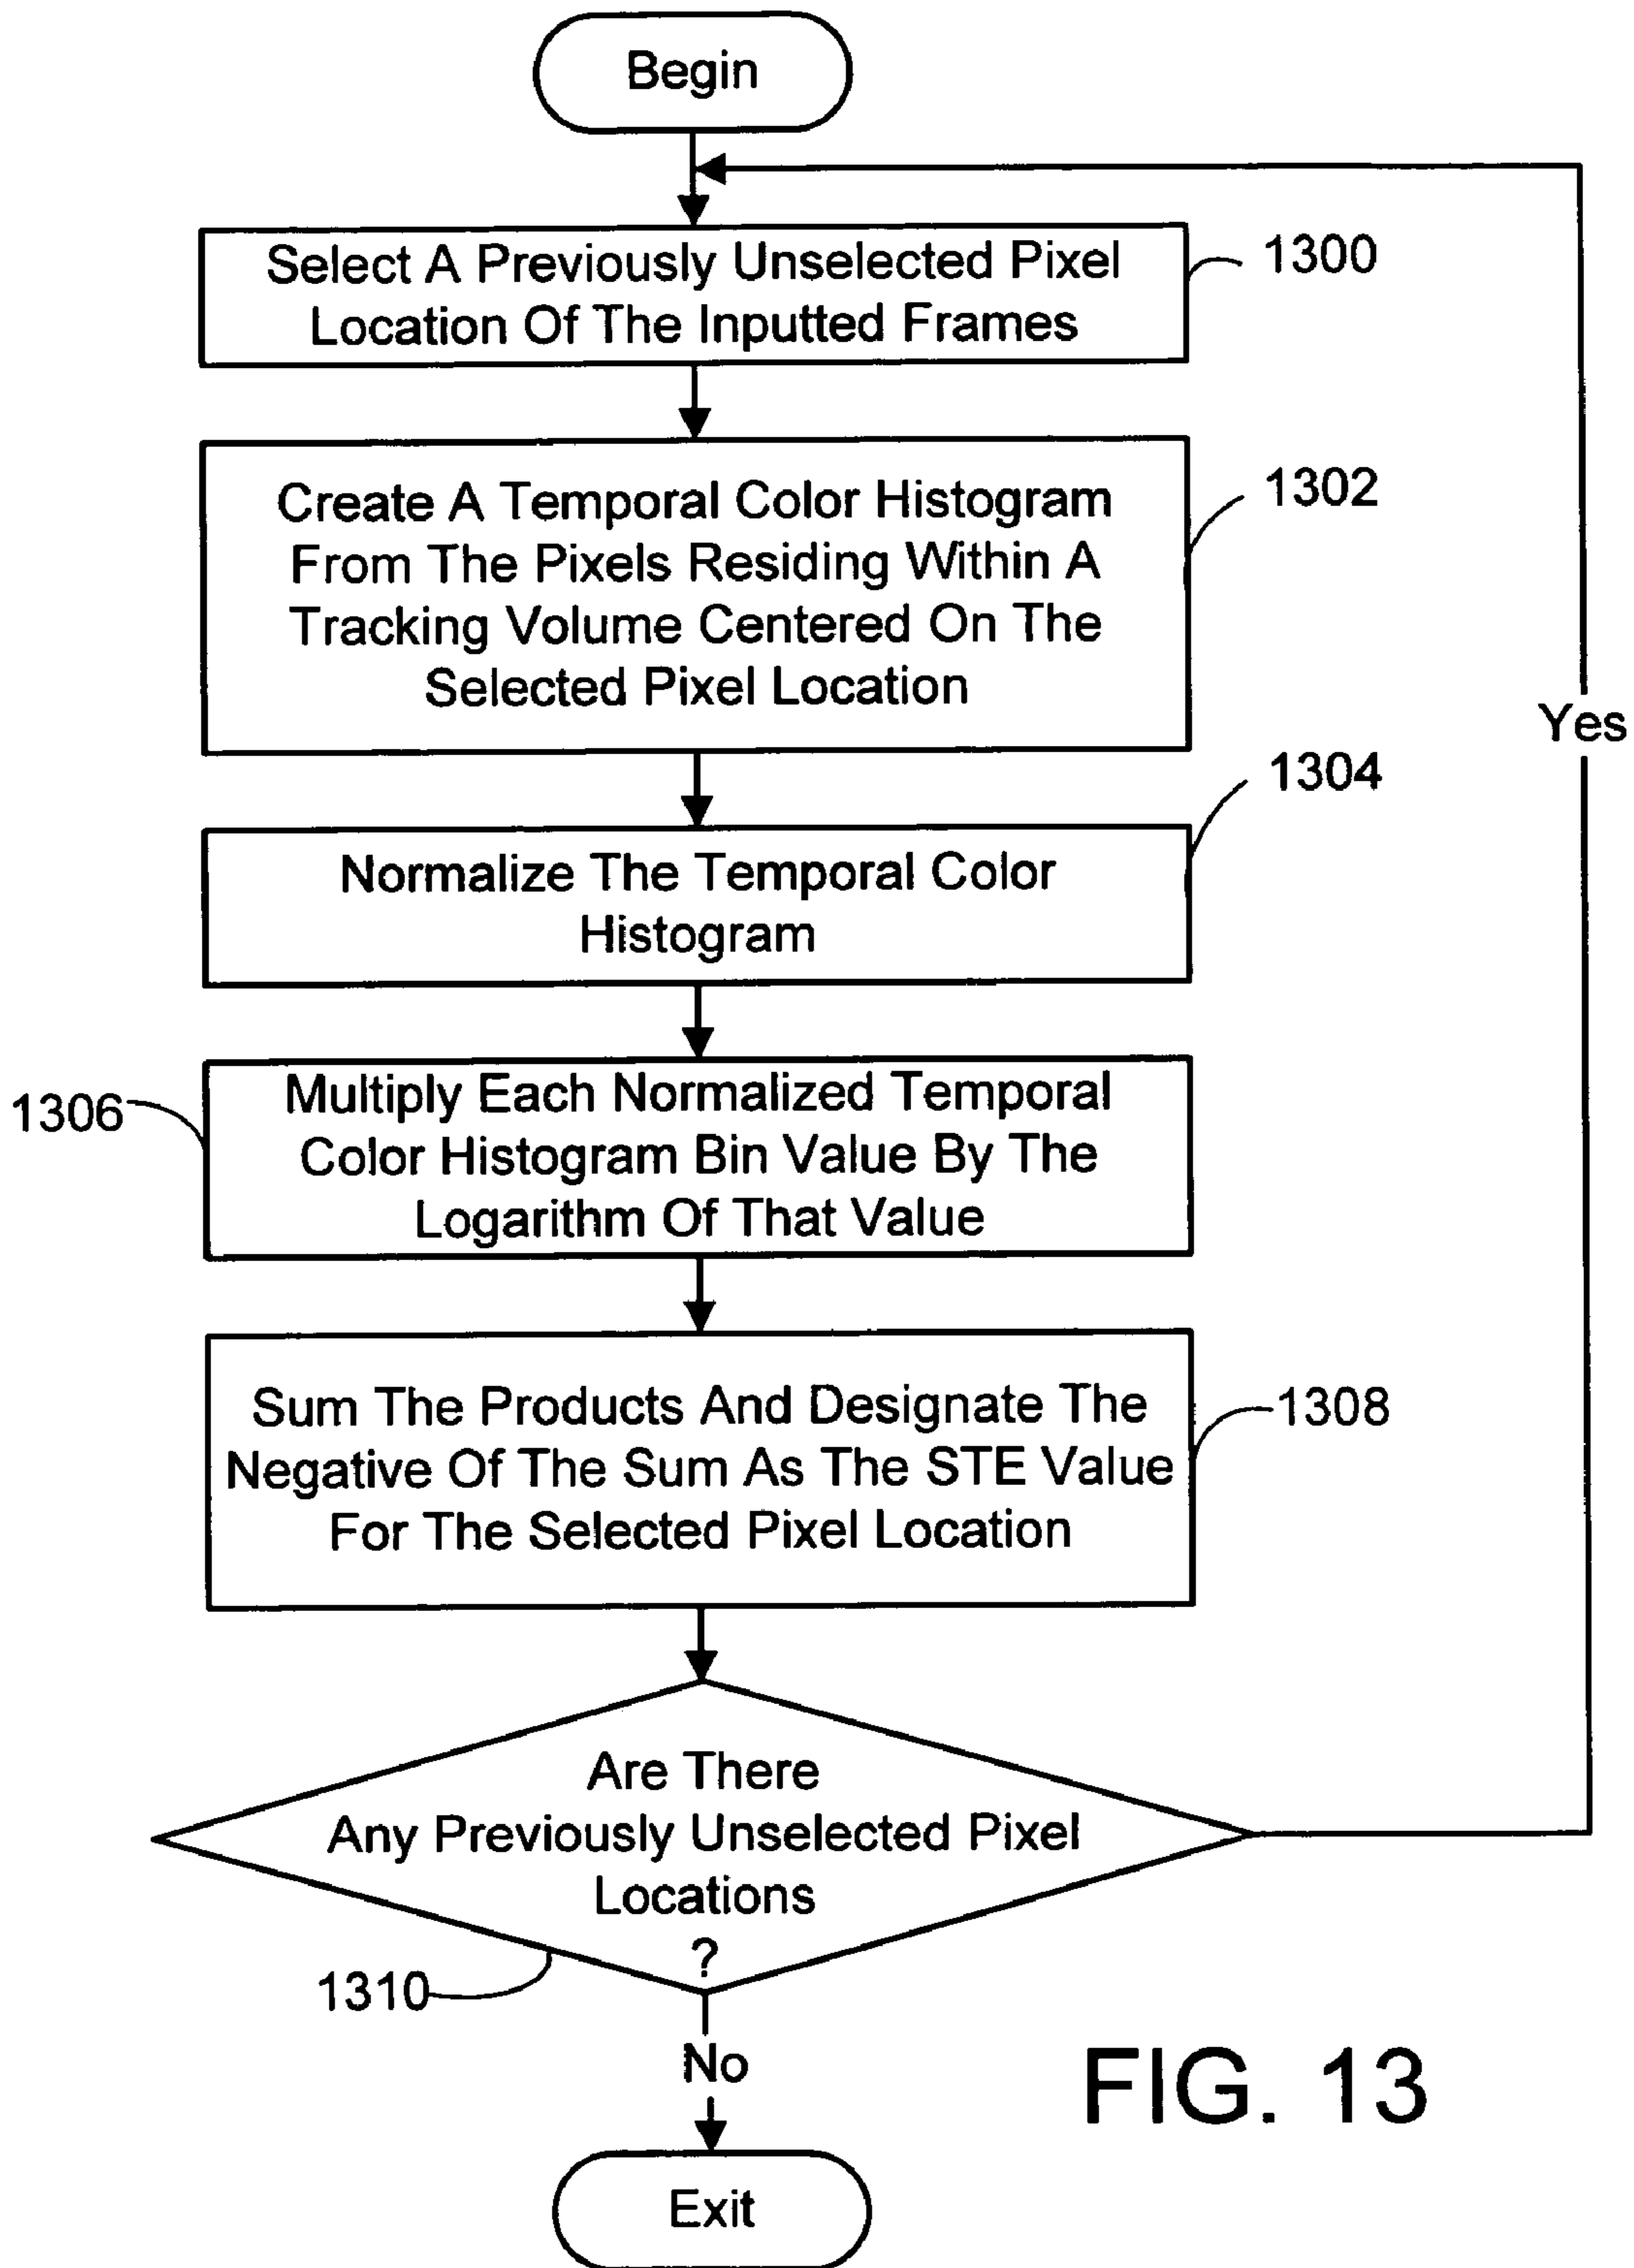 Begin
Select A Previously Unselected Pixel
Location Of The Inputted Frames
1300
Create A Temporal Color Histogram
From The Pixels Residing Within A
Tracking Volume Centered On The
Selected Pixel Location
1302
Yes
Normalize The Temporal Color
Histogram
1304
1306
Multiply Each Normalized Temporal
Color Histogram Bin Value By The
Logarithm Of That Value
Sum The Products And Designate The
Negative Of The Sum As The STE Value
For The Selected Pixel Location
1308
Are There
Any Previously Unselected Pixel
Locations
?
1310
No
Exit
FIG. 13